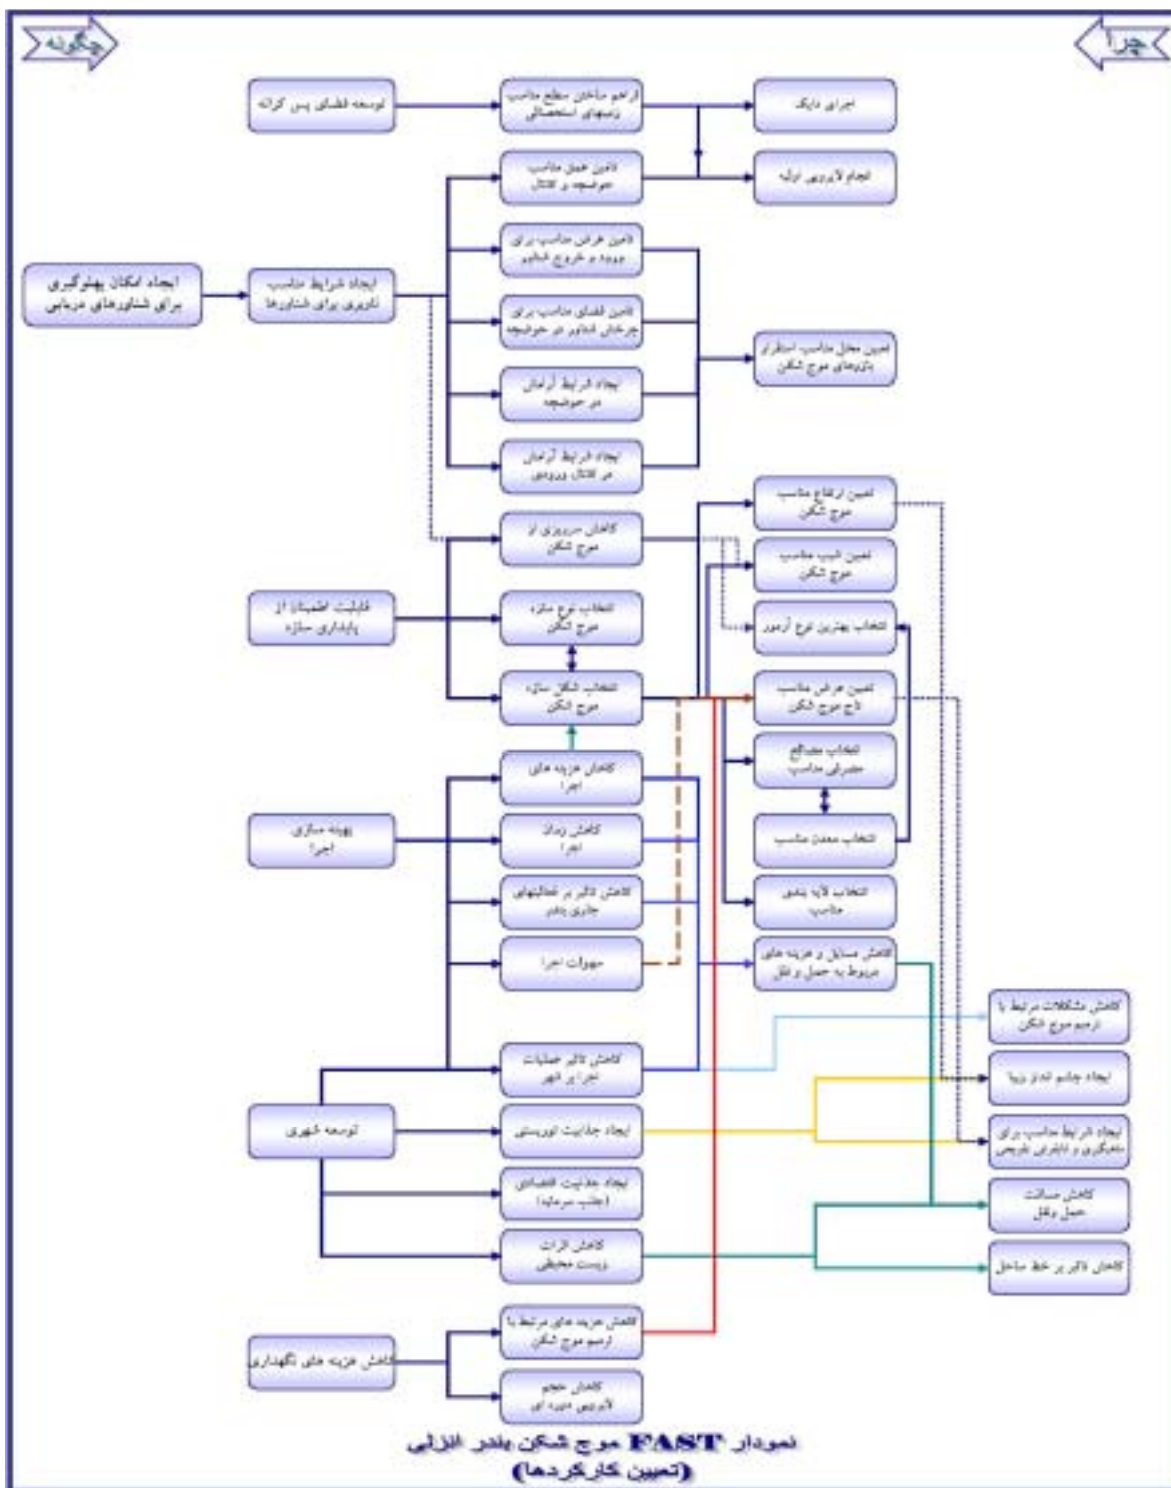 چگونه
چرا
توسعه فضای پس کرانه
فراهم ساختن سطح مناسب
زمینهای استحصالی
اجرای دایک
تامین عمق مناسب
حوضچه و کانال
انجام لایروبی اولیه
تامین عرض مناسب برای
ورود و خروج شناور
ایجاد امکان پهلوگیری
برای شناورهای دریایی
ایجاد شرایط مناسب
ناوبری برای شناورها
تامین فضای مناسب برای
چرخش شناور در حوضچه
تعیین محل مناسب استقرار
بازوهای موج شکن
ایجاد شرایط آرامش
در حوضچه
ایجاد شرایط آرامش
در کانال ورودی
تعیین ارتفاع مناسب
موج شکن
کاهش سرریزی از
موج شکن
تعیین شیب مناسب
موج شکن
قابلیت اطمینان از
پایداری سازه
انتخاب نوع سازه
موج شکن
انتخاب بهترین نوع آرمور
انتخاب شکل سازه
موج شکن
تعیین عرض مناسب
تاج موج شکن
کاهش هزینه های
اجرا
انتخاب مصالح
مصرفی مناسب
بهینه سازی
اجرا
کاهش زمان
اجرا
انتخاب معدن مناسب
کاهش تاثیر بر فعالیتهای
جاری بندر
انتخاب لایه بندی
مناسب
سهولت اجرا
کاهش مسایل و هزینه های
مربوط به حمل و نقل
کاهش مشکلات مرتبط با
ترمیم موج شکن
کاهش تاثیر عملیات
اجرا بر شهر
ایجاد چشم انداز زیبا
توسعه شهری
ایجاد جذابیت توریستی
ایجاد شرایط مناسب برای
ماهیگیری و قایقرانی تفریحی
ایجاد جذابیت اقتصادی
(جذب سرمایه)
کاهش مسافت
حمل ونقل
کاهش اثرات
زیست محیطی
کاهش تاثیر بر خط ساحل
کاهش هزینه های مرتبط با
ترمیم موج شکن
کاهش هزینه های نگهداری
کاهش حجم
لایروبی دوره ای
نمودار FAST موج شکن بندر انزلی
(تعیین کارکردها)